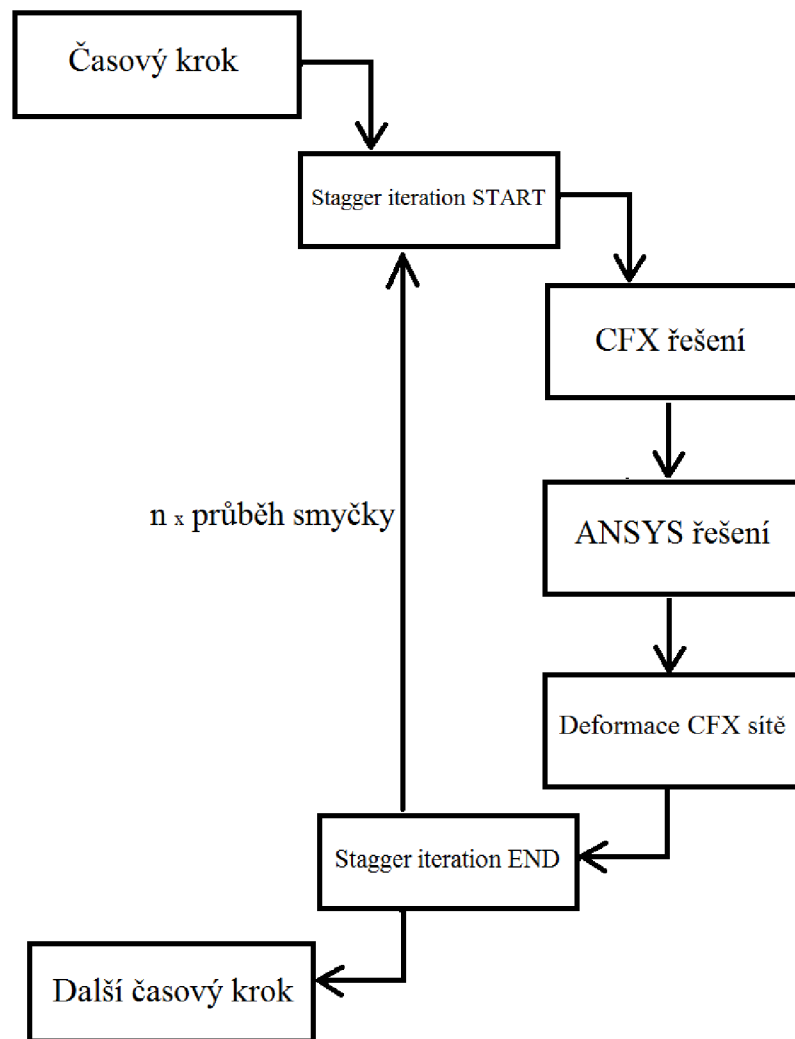 Časový krok
Stagger iteration START
CFX řešení
n x průběh smyčky
ANSYS řešení
Deformace CFX sítě
Stagger iteration END
Další časový krok